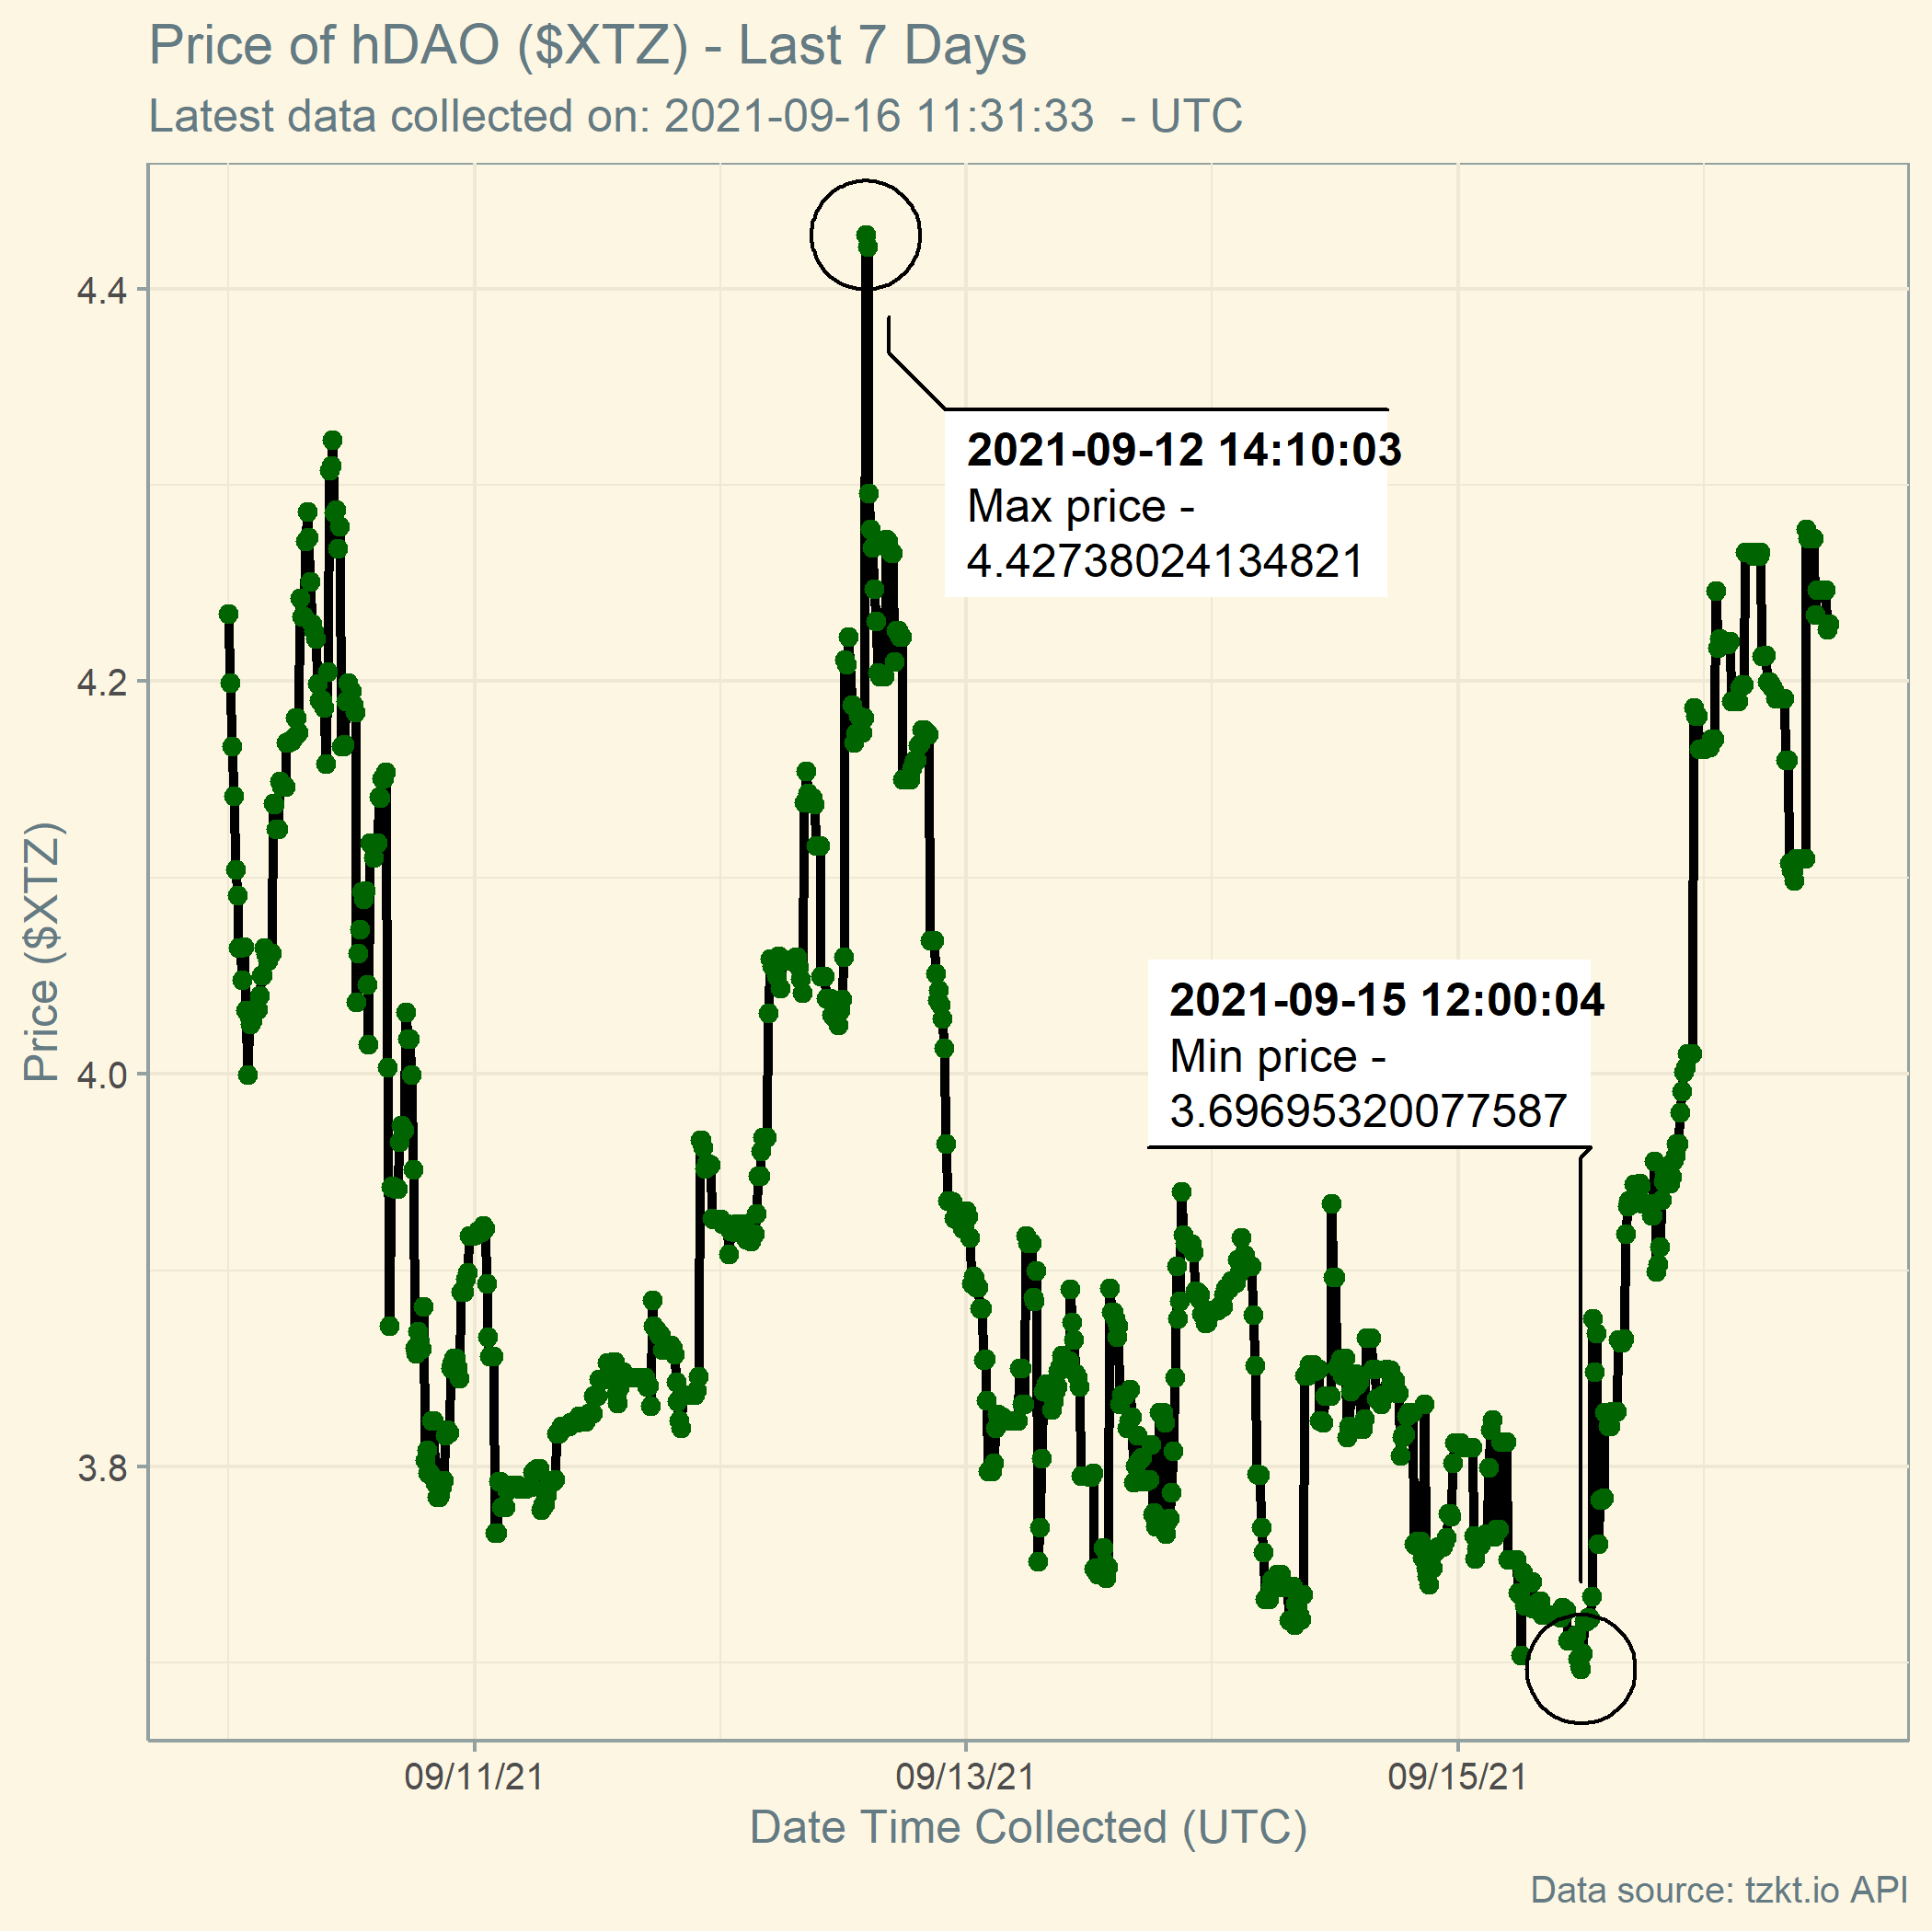 Price of hDAO ($XTZ) - Last 7 Days
Latest data collected on: 2021-09-16 11:31:33  - UTC
4.4
2021-09-12 14:10:03
Max price -
4.42738024134821
4.2
Price ($XTZ)
4.0
2021-09-15 12:00:04
Min price -
3.69695320077587
3.8
09/11/21
09/13/21
09/15/21
Date Time Collected (UTC)
Data source: tzkt.io API